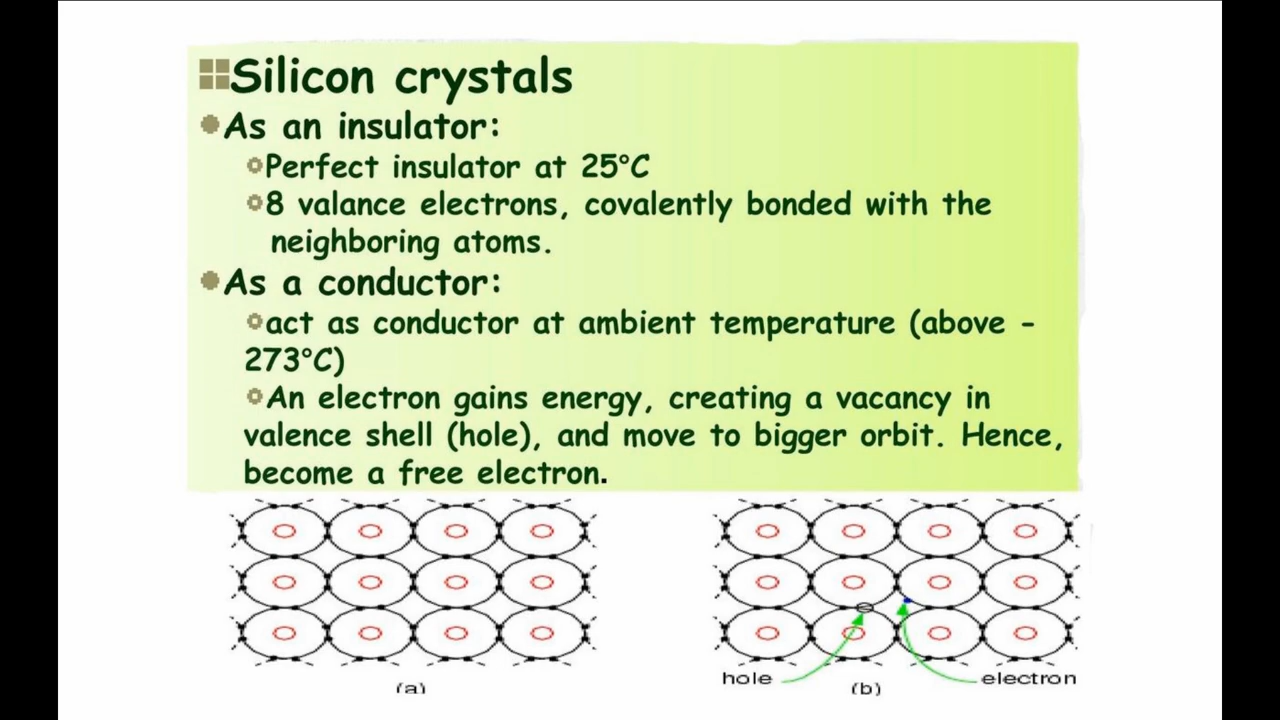 Silicon crystals
As an insulator:
Perfect insulator at 25°C
8 valance electrons, covalently bonded with the
neighboring atoms.
As a conductor:
act as conductor at ambient temperature (above -
273°C)
An electron gains energy, creating a vacancy in
valence shell (hole), and move to bigger orbit. Hence,
become a free electron.
hole
electron
(a)
(b)